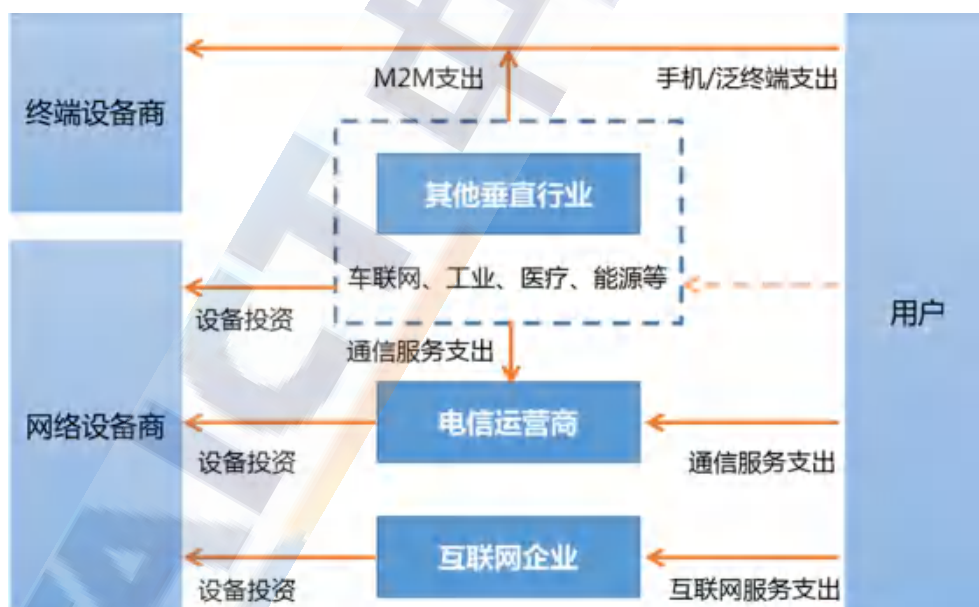 M2M支出
手机/泛终端支出
终端设备商
其他垂直行业
车联网、工业、医疗、能源等
设备投资
用户
通信服务支出
网络设备商
电信运营商
设备投资
通信服务支出
互联网企业
设备投资
互联网服务支出